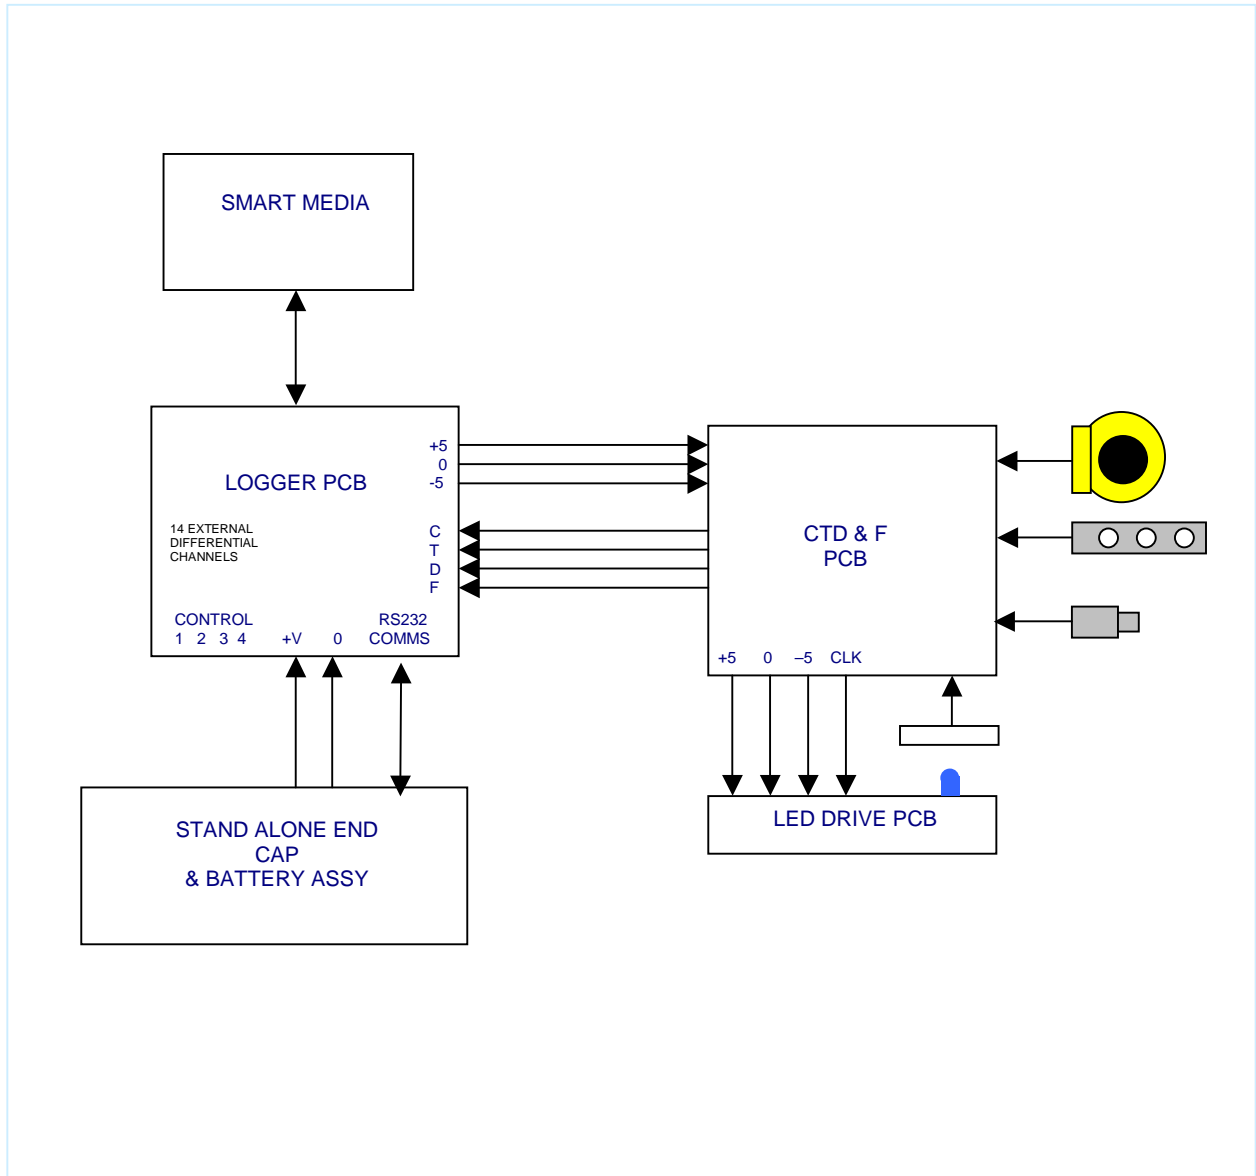 SMART MEDIA
LOGGER PCB
+5
0
-5
14 EXTERNAL
DIFFERENTIAL
CHANNELS
C
T
D
F
CONTROL
1 2 3 4
+V
0
RS232
COMMS
CTD & F
PCB
+5 0 –5 CLK
STAND ALONE END
CAP
& BATTERY ASSY
LED DRIVE PCB